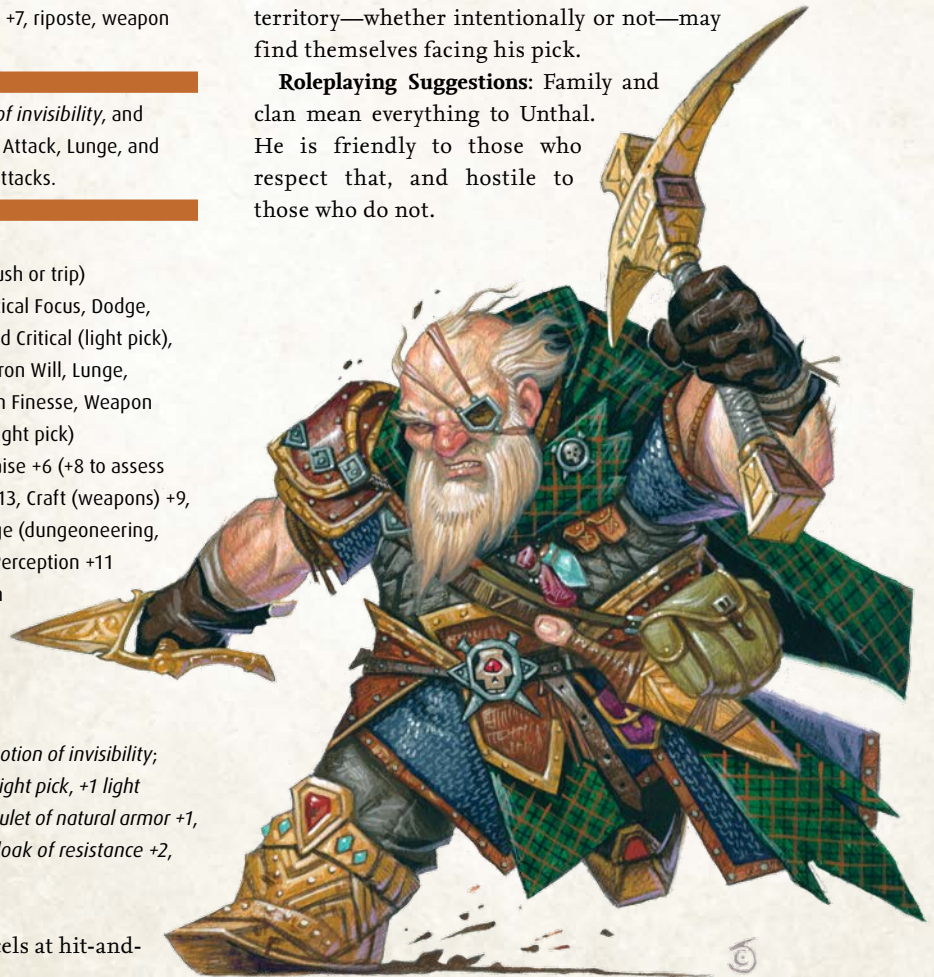 +7, riposte, weapon
of invisibility, and
Attack, Lunge, and
ttacks.
ush or trip)
tical Focus, Dodge,
d Critical (light pick),
ron Will, Lunge,
n Finesse, Weapon
ight pick)
aise +6 (+8 to assess
13, Craft (weapons) +9,
ge (dungeoneering,
erception +11
otion of invisibility;
ight pick, +1 light
ulet of natural armor +1,
loak of resistance +2,
cels at hit-and-
territory—whether intentionally or not—may
find themselves facing his pick.
Roleplaying Suggestions: Family and
clan mean everything to Unthal.
He is friendly to those who
respect that, and hostile to
those who do not.